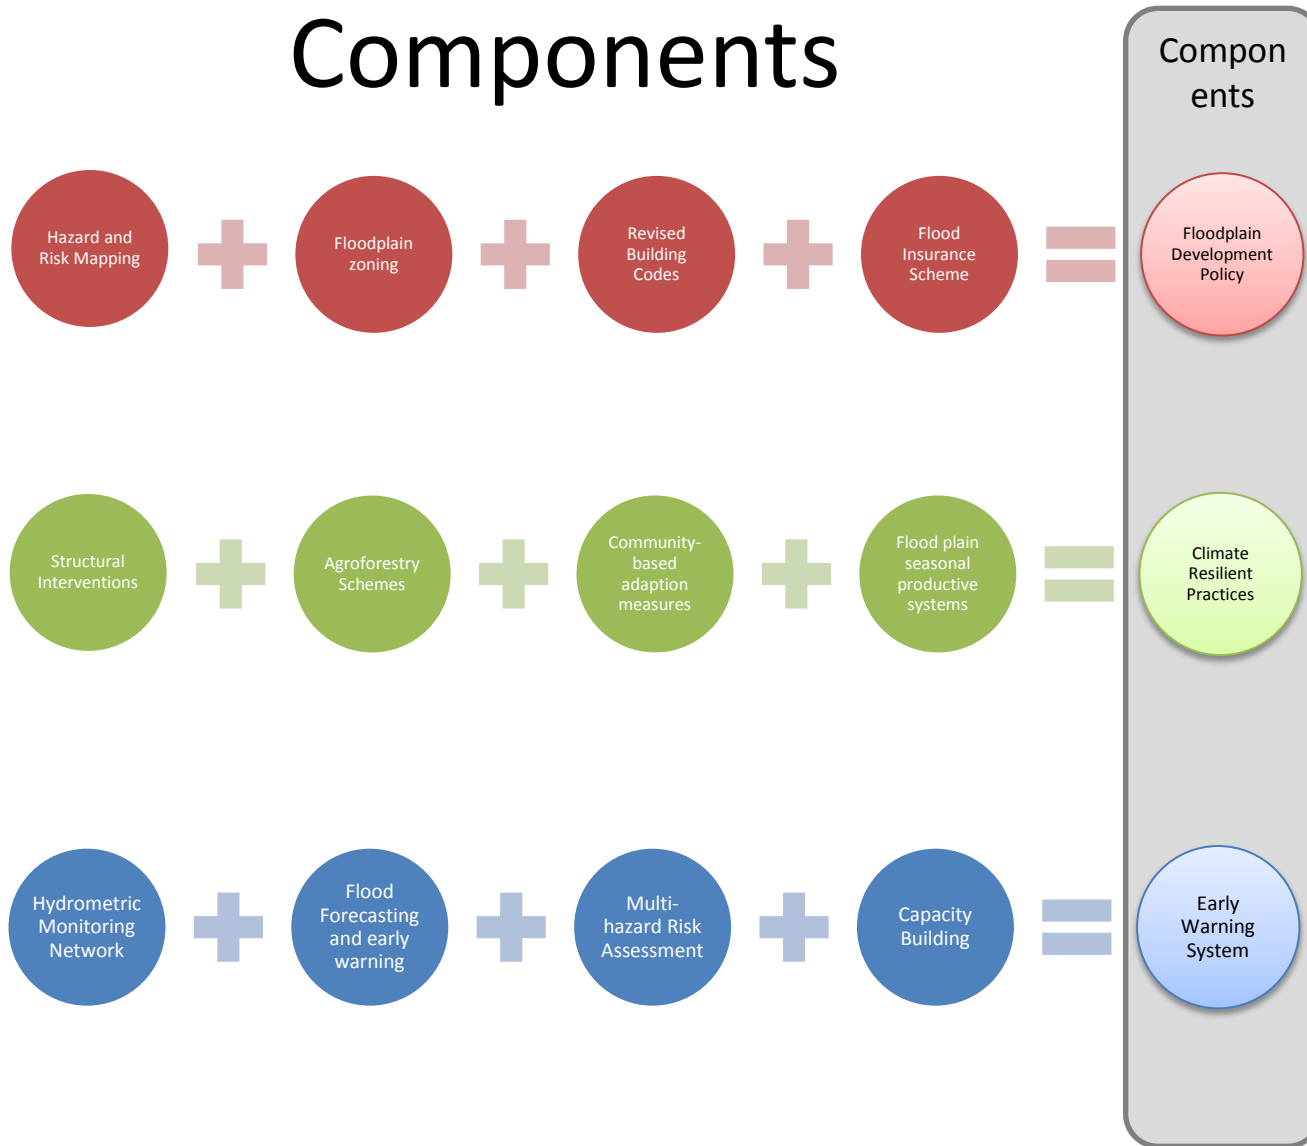 Components
Compon
ents
Hazard and
Risk Mapping
Floodplain
zoning
Revised
Building
Codes
Flood
Insurance
Scheme
Floodplain
Development
Policy
Structural
Interventions
Agroforestry
Schemes
Community-
based
adaption
measures
Flood plain
seasonal
productive
systems
Climate
Resilient
Practices
Hydrometric
Monitoring
Network
Flood
Forecasting
and early
warning
Multi-
hazard Risk
Assessment
Capacity
Building
Early
Warning
System